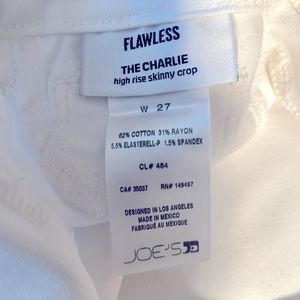 FLAWLESS
THE CHARLIE
high rise skinny crop
W 27
62% COTTON 31% RAYON
5.5% ELASTERELL-P 1.5% SPANDEX
CL# 484
CA# 35037 RN# 149497
DESIGNED IN LOS ANGELES
MADE IN MEXICO
FABRIQUÉ AU MEXIQUE
JOE'S